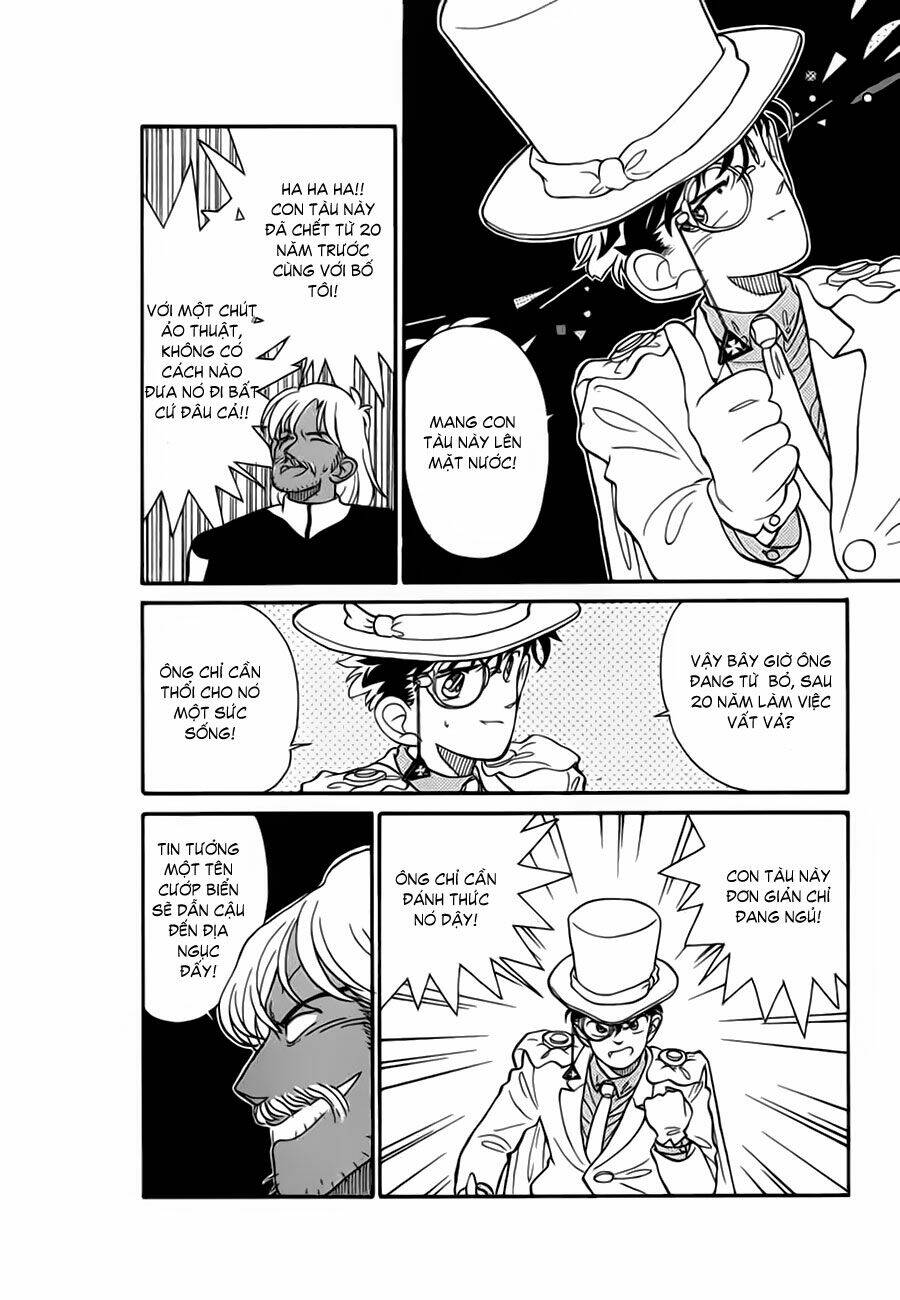 MANG CON
TÀU NÀY LÊN
MẶT NƯỚC!
HA HA HA!!
CON TÀU NÀY
ĐÃ CHẾT TỪ 20
NĂM TRƯỚC
CÙNG VỚI BỐ
TÔI!
VỚI MỘT CHÚT
ẢO THUẬT,
KHÔNG CÓ
CÁCH NÀO
ĐƯA NÓ ĐI BẤT
CỨ ĐÂU CẢ!!
VẬY BÂY GIỜ ÔNG
ĐANG TỪ BỎ, SAU
20 NĂM LÀM VIỆC
VẤT VẢ?
ÔNG CHỈ CẦN
THỔI CHO NÓ
MỘT SỨC
SỐNG!
CON TÀU NÀY
ĐƠN GIẢN CHỈ
ĐANG NGỦ!
ÔNG CHỈ CẦN
ĐÁNH THỨC
NÓ DẬY!
TIN TƯỞNG
MỘT TÊN
CƯỚP BIỂN
SẼ DẪN CẬU
ĐẾN ĐỊA
NGỤC
ĐẤY!